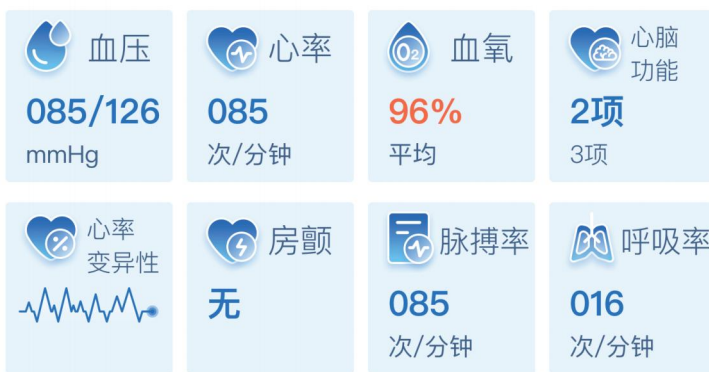 血压
085/126
mmHg
心率
085
次/分钟
O2
血氧
96%
平均
心脑
功能
2项
3项
%
心率
变异性
房颤
无
脉搏率
085
次/分钟
呼吸率
016
次/分钟